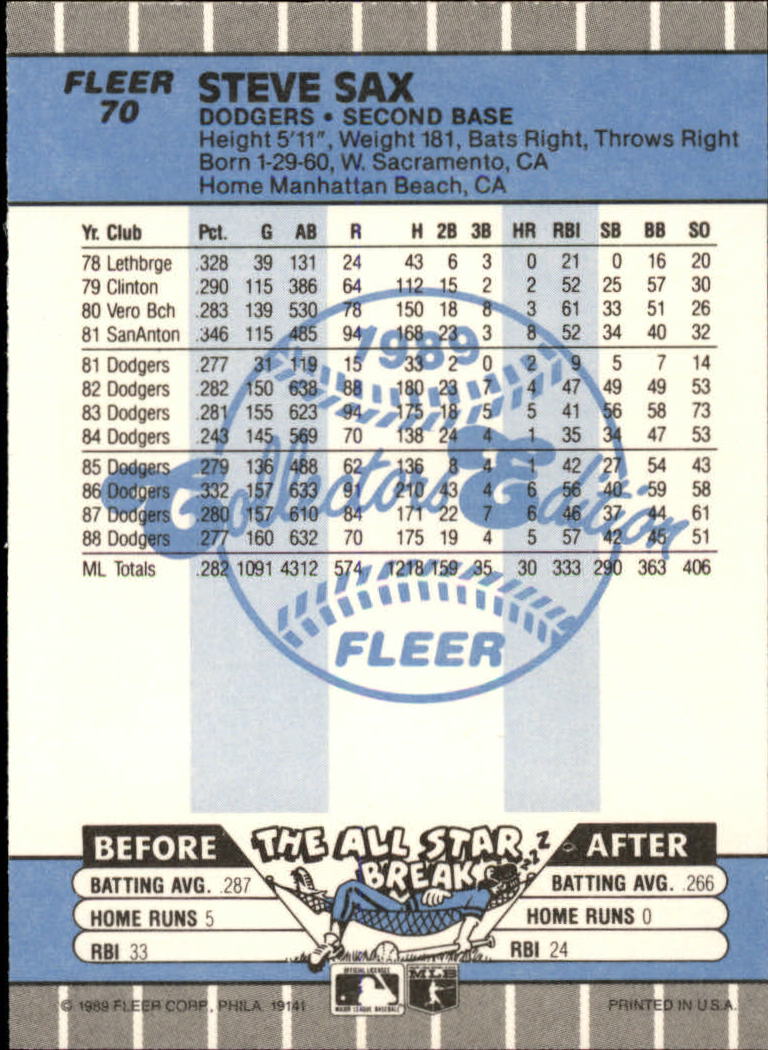 FLEER
70
STEVE SAX
DODGERS • SECOND BASE
Height 5'11", Weight 181, Bats Right, Throws Right
Born 1-29-60, W. Sacramento, CA
Home Manhattan Beach, CA
Yr. Club Pct. G AB R H 2B 3B HR RBI SB BB SO
78 Lethbrge .328 39 131 24 43 6 3 0 21 0 16 20
79 Clinton .290 115 386 64 112 15 2 2 52 25 57 30
80 Vero Bch .283 139 530 78 150 18 8 3 61 33 51 26
81 SanAnton .346 115 485 94 168 23 3 8 52 34 40 32
81 Dodgers .277 31 119 15 33 2 0 2 9 5 7 14
82 Dodgers .282 150 638 88 180 23 7 4 47 49 49 53
83 Dodgers .281 155 623 94 175 18 5 5 41 56 58 73
84 Dodgers .243 145 569 70 138 24 4 1 35 34 47 53
85 Dodgers .279 136 488 62 136 8 4 1 42 27 54 43
86 Dodgers .332 157 633 91 210 43 4 6 56 40 59 58
87 Dodgers .280 157 610 84 171 22 7 6 46 37 44 61
88 Dodgers .277 160 632 70 175 19 4 5 57 42 45 51
ML Totals .282 1091 4312 574 1218 159 35 30 333 290 363 406
1989
Collectors' Edition
FLEER
BEFORE
THE ALL STAR
BREAK
ZZZZ
AFTER
BATTING AVG. .287
HOME RUNS 5
RBI 33
BATTING AVG. .266
HOME RUNS 0
RBI 24
OFFICIAL LICENSEE
MAJOR LEAGUE BASEBALL
MLB
© 1989 FLEER CORP., PHILA. 19141
PRINTED IN U.S.A.